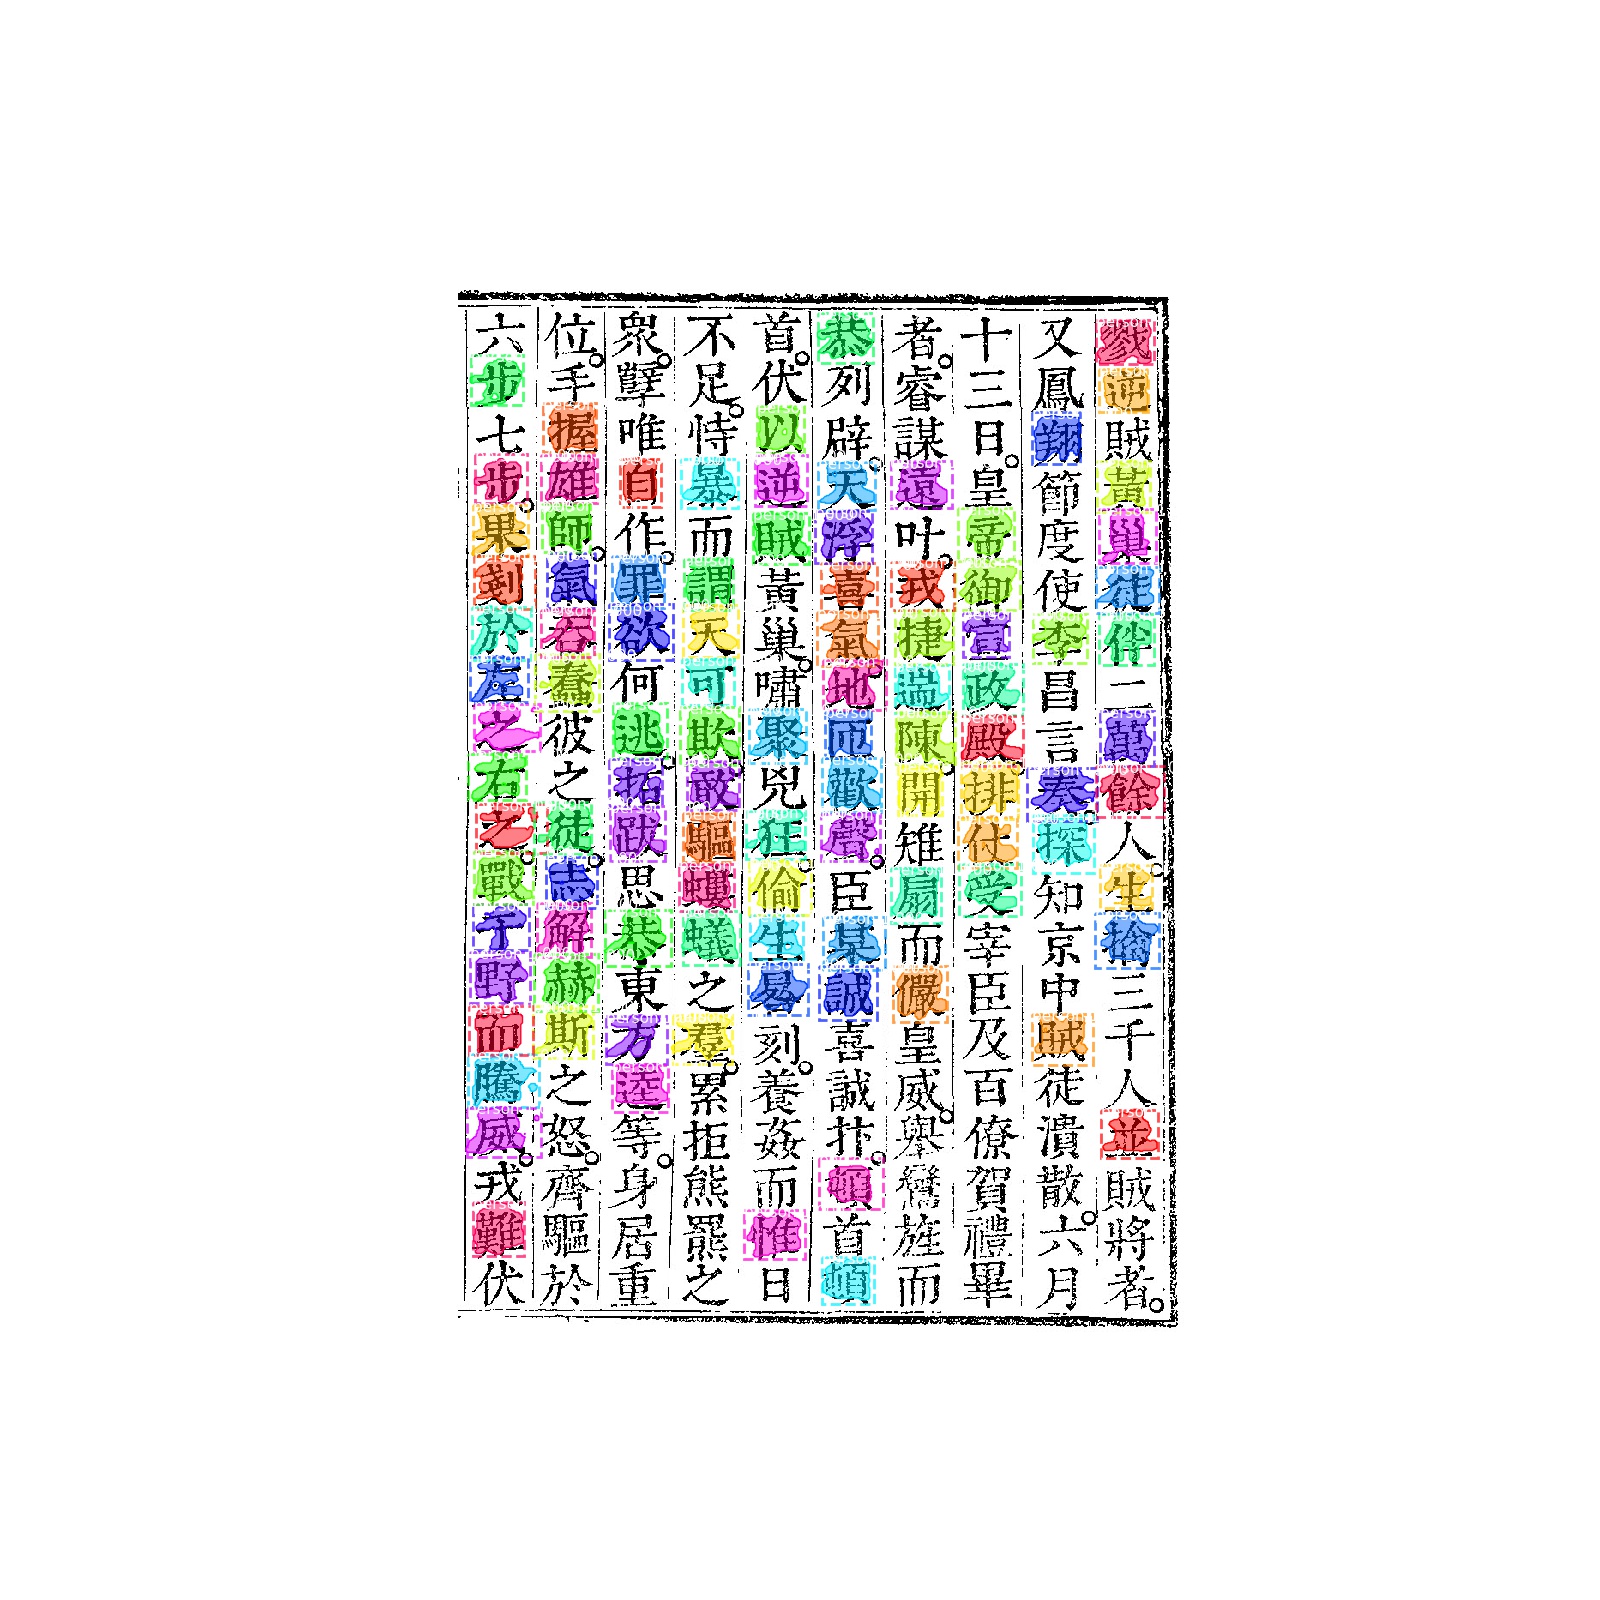 戮逆賊黃巢徒伴二萬餘人。生擒三千人並賊將者。
又鳳翔節度使李昌言奏探知京中賊徒潰散。六月
十三日。皇帝御宣政殿排仗受宰臣及百僚賀禮畢
者。睿謀遠叶。戎捷遄陳。開雉扇而儼皇威。舉鸞旌而
恭列辟。天浮喜氣。地匝歡聲。臣某誠喜誠抃。頓首頓
首。伏以逆賊黃巢。嘯聚兇狂。偷生晷刻。養姦而惟日
不足。恃暴而謂天可欺。敢驅螻蟻之羣。累拒熊羆之
衆。孽唯自作。罪欲何逃。拓跋思恭東方逵等。身居重
位。手握雄師。氣吞蠢彼之徒。志解赫斯之怒。齊驅於
六步七步。果剋於左之右之。戰于野而騰威。戎難伏